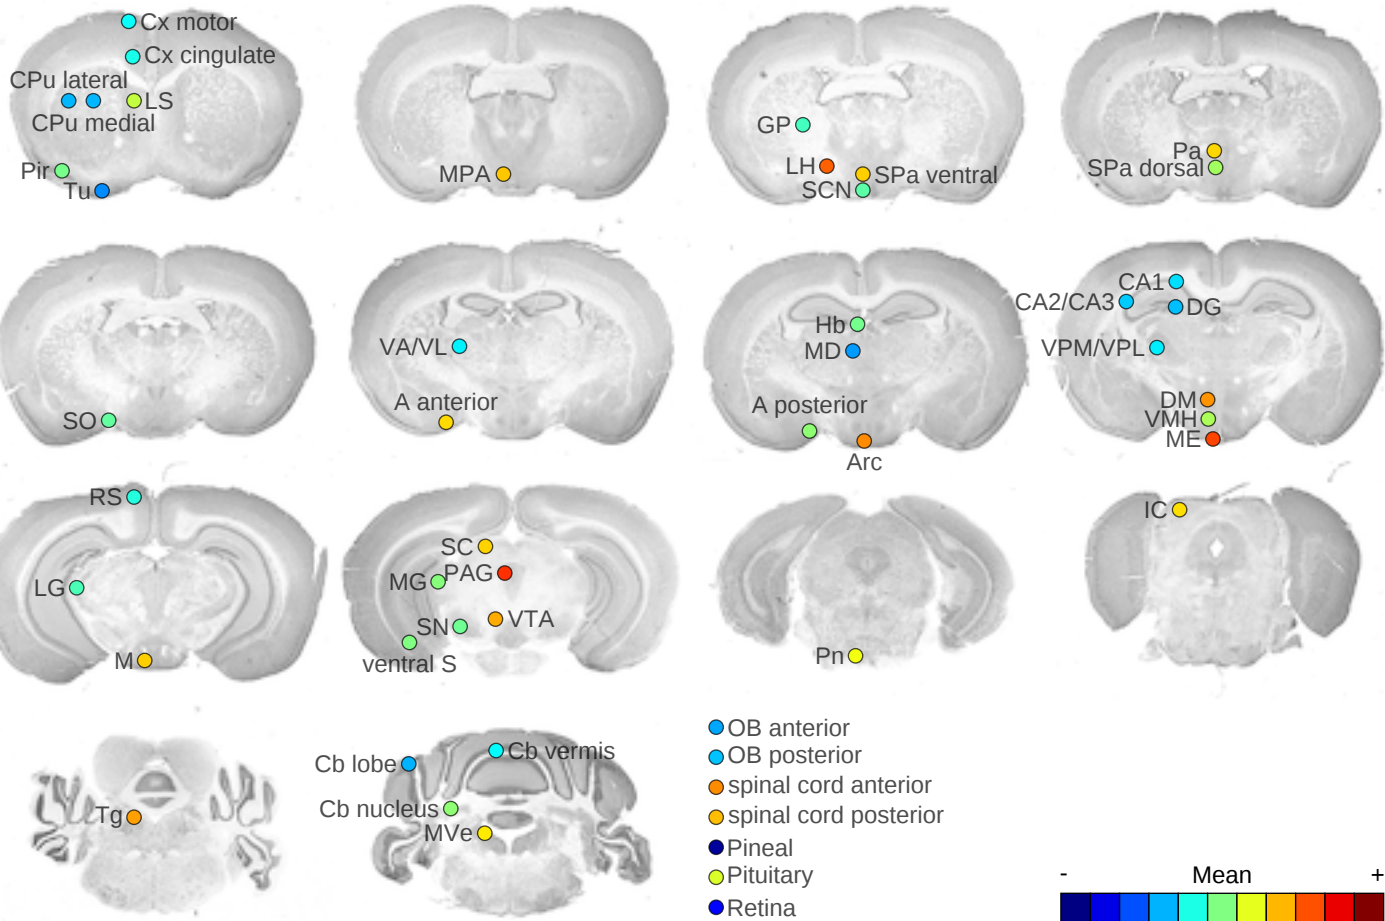 Cx motor
Cx cingulate
CPu lateral
LS
CPu medial
Pir
Tu
MPA
GP
LH
SPa ventral
SCN
Pa
SPa dorsal
SO
VA/VL
A anterior
Hb
MD
A posterior
Arc
CA1
CA2/CA3
DG
VPM/VPL
DM
VMH
ME
RS
LG
M
SC
PAG
MG
SN
VTA
ventral S
Pn
IC
Tg
Cb lobe
Cb vermis
Cb nucleus
MVe
OB anterior
OB posterior
spinal cord anterior
spinal cord posterior
Pineal
Pituitary
Retina
- Mean +